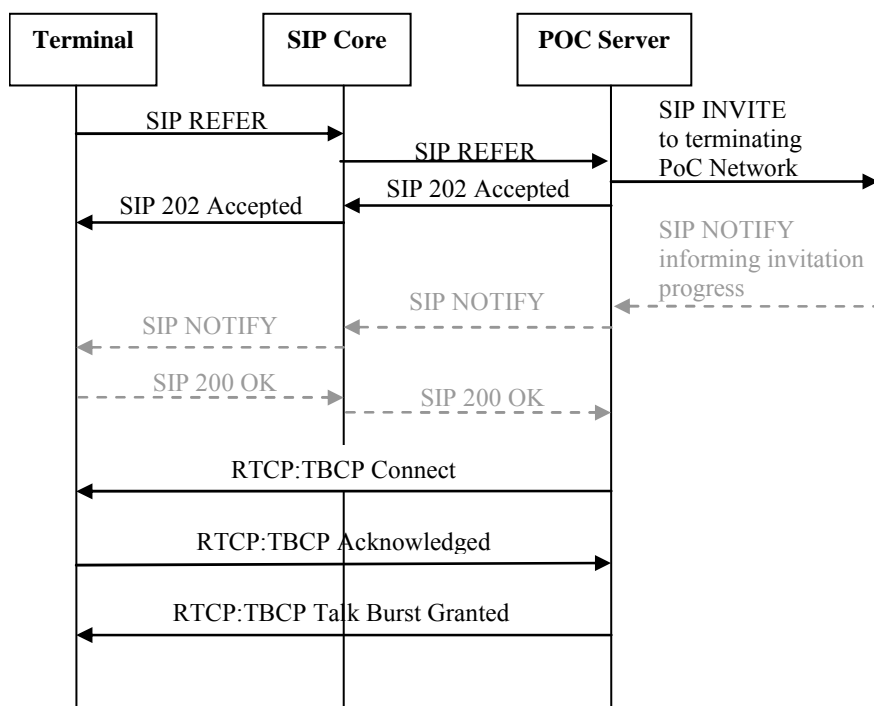 Terminal
SIP Core
POC Server
SIP REFER
SIP INVITE
to terminating
PoC Network
SIP REFER
SIP 202 Accepted
SIP 202 Accepted
SIP NOTIFY
informing invitation
progress
SIP NOTIFY
SIP NOTIFY
SIP 200 OK
SIP 200 OK
RTCP:TBCP Connect
RTCP:TBCP Acknowledged
RTCP:TBCP Talk Burst Granted